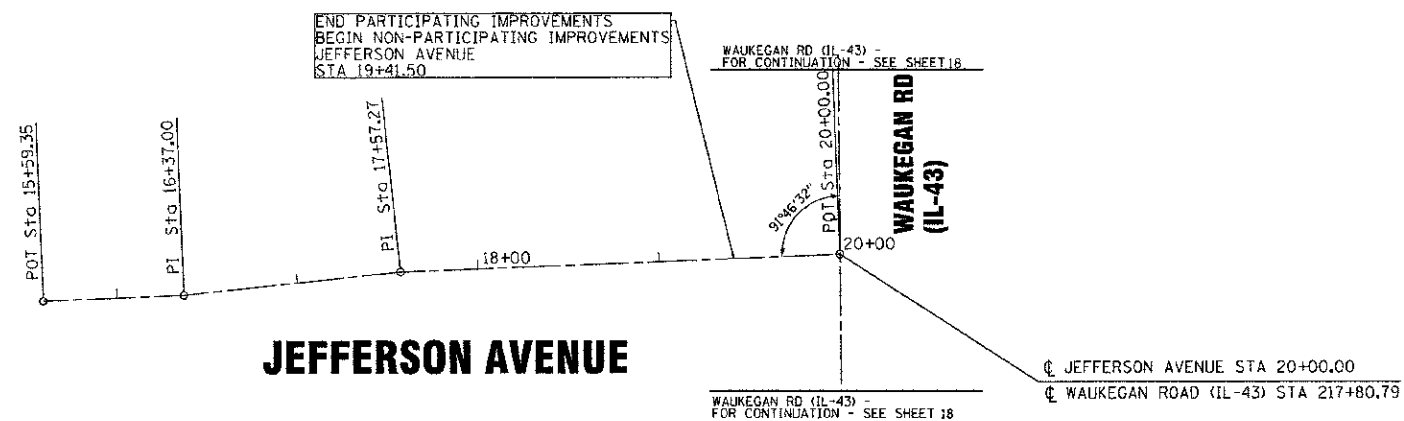 END PARTICIPATING IMPROVEMENTS
BEGIN NON-PARTICIPATING IMPROVEMENTS
JEFFERSON AVENUE
STA 19+41.50
WAUKEGAN RD (IL-43) -
FOR CONTINUATION - SEE SHEET 18
POT Sta 15+59.35
PI Sta 16+37.00
PI Sta 17+57.27
91°46'32"
POT Sta 20+00.00
WAUKEGAN RD
(IL-43)
18+00
20+00
JEFFERSON AVENUE
℄ JEFFERSON AVENUE STA 20+00.00
℄ WAUKEGAN ROAD (IL-43) STA 217+80.79
WAUKEGAN RD (IL-43) -
FOR CONTINUATION - SEE SHEET 18